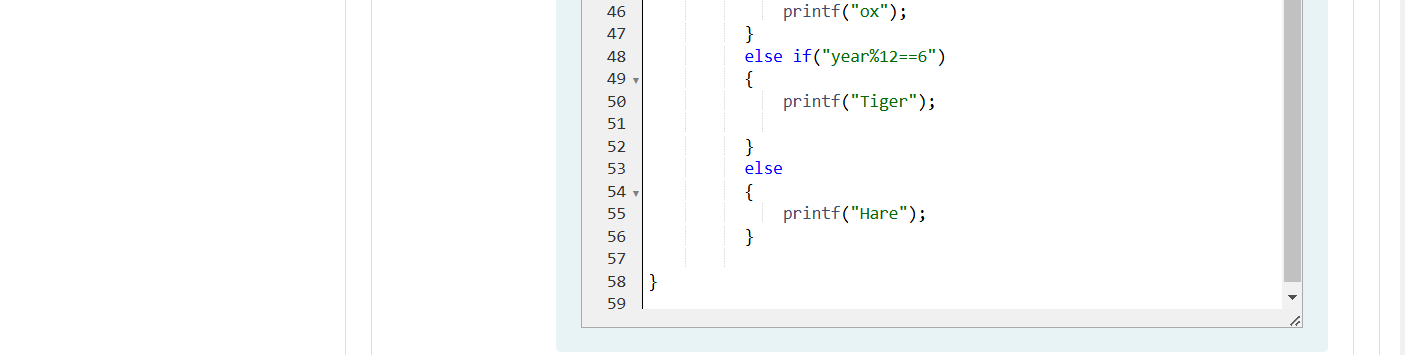 46 printf("ox");
47 }
48 else if("year%12==6")
49 {
50 printf("Tiger");
51
52 }
53 else
54 {
55 printf("Hare");
56 }
57
58 }
59